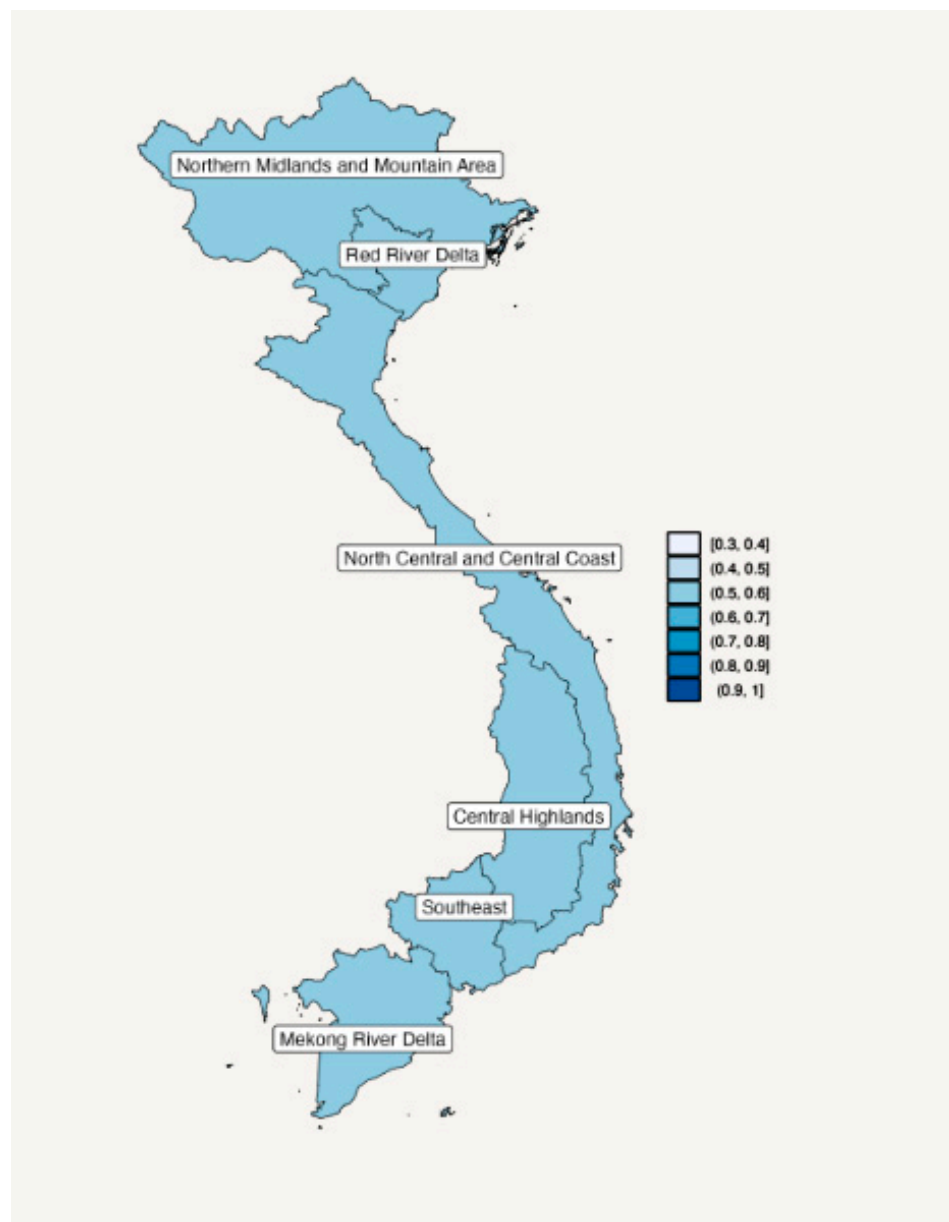 Northern Midlands and Mountain Area
Red River Delta
North Central and Central Coast
[0.3, 0.4]
(0.4, 0.5]
(0.5, 0.6]
(0.6, 0.7]
(0.7, 0.8]
(0.8, 0.9]
(0.9, 1]
Central Highlands
Southeast
Mekong River Delta